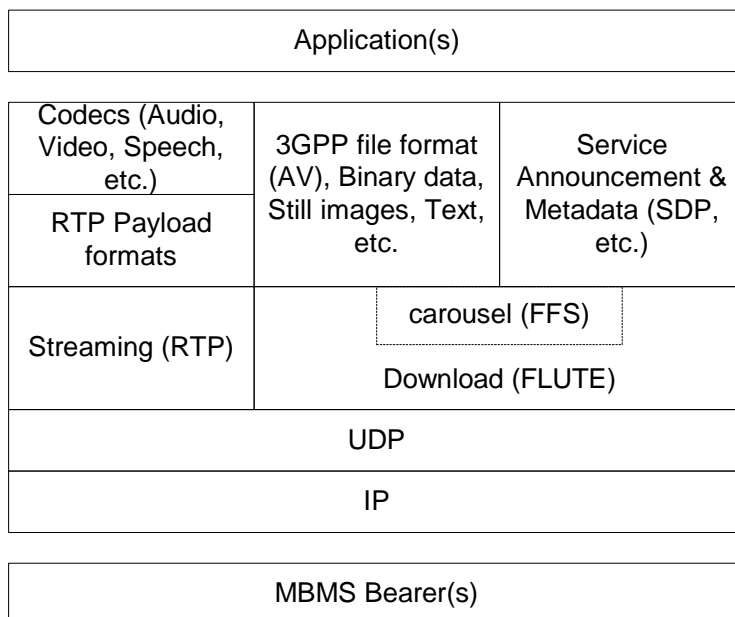 Application(s)
Codecs (Audio,
Video, Speech,
etc.)
RTP Payload
formats
3GPP file format
(AV), Binary data,
Still images, Text,
etc.
Service
Announcement &
Metadata (SDP,
etc.)
Streaming (RTP)
carousel (FFS)
Download (FLUTE)
UDP
IP
MBMS Bearer(s)